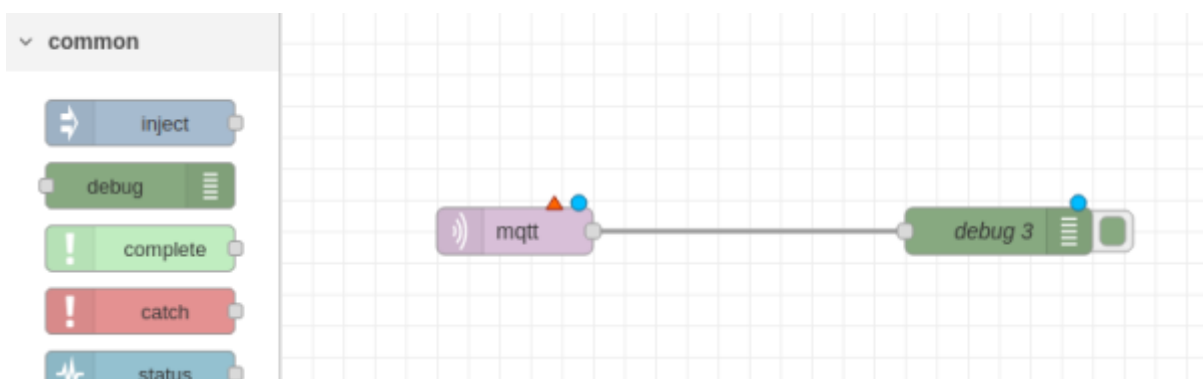 common
inject
debug
complete
catch
status
mqtt
debug 3